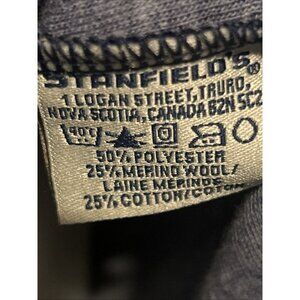 STANFIELD'S®
1 LOGAN STREET, TRURO,
NOVA SCOTIA, CANADA B2N 5C2
50% POLYESTER
25% MERINO WOOL/
LAINE MERINOS
25% COTTON/COTON